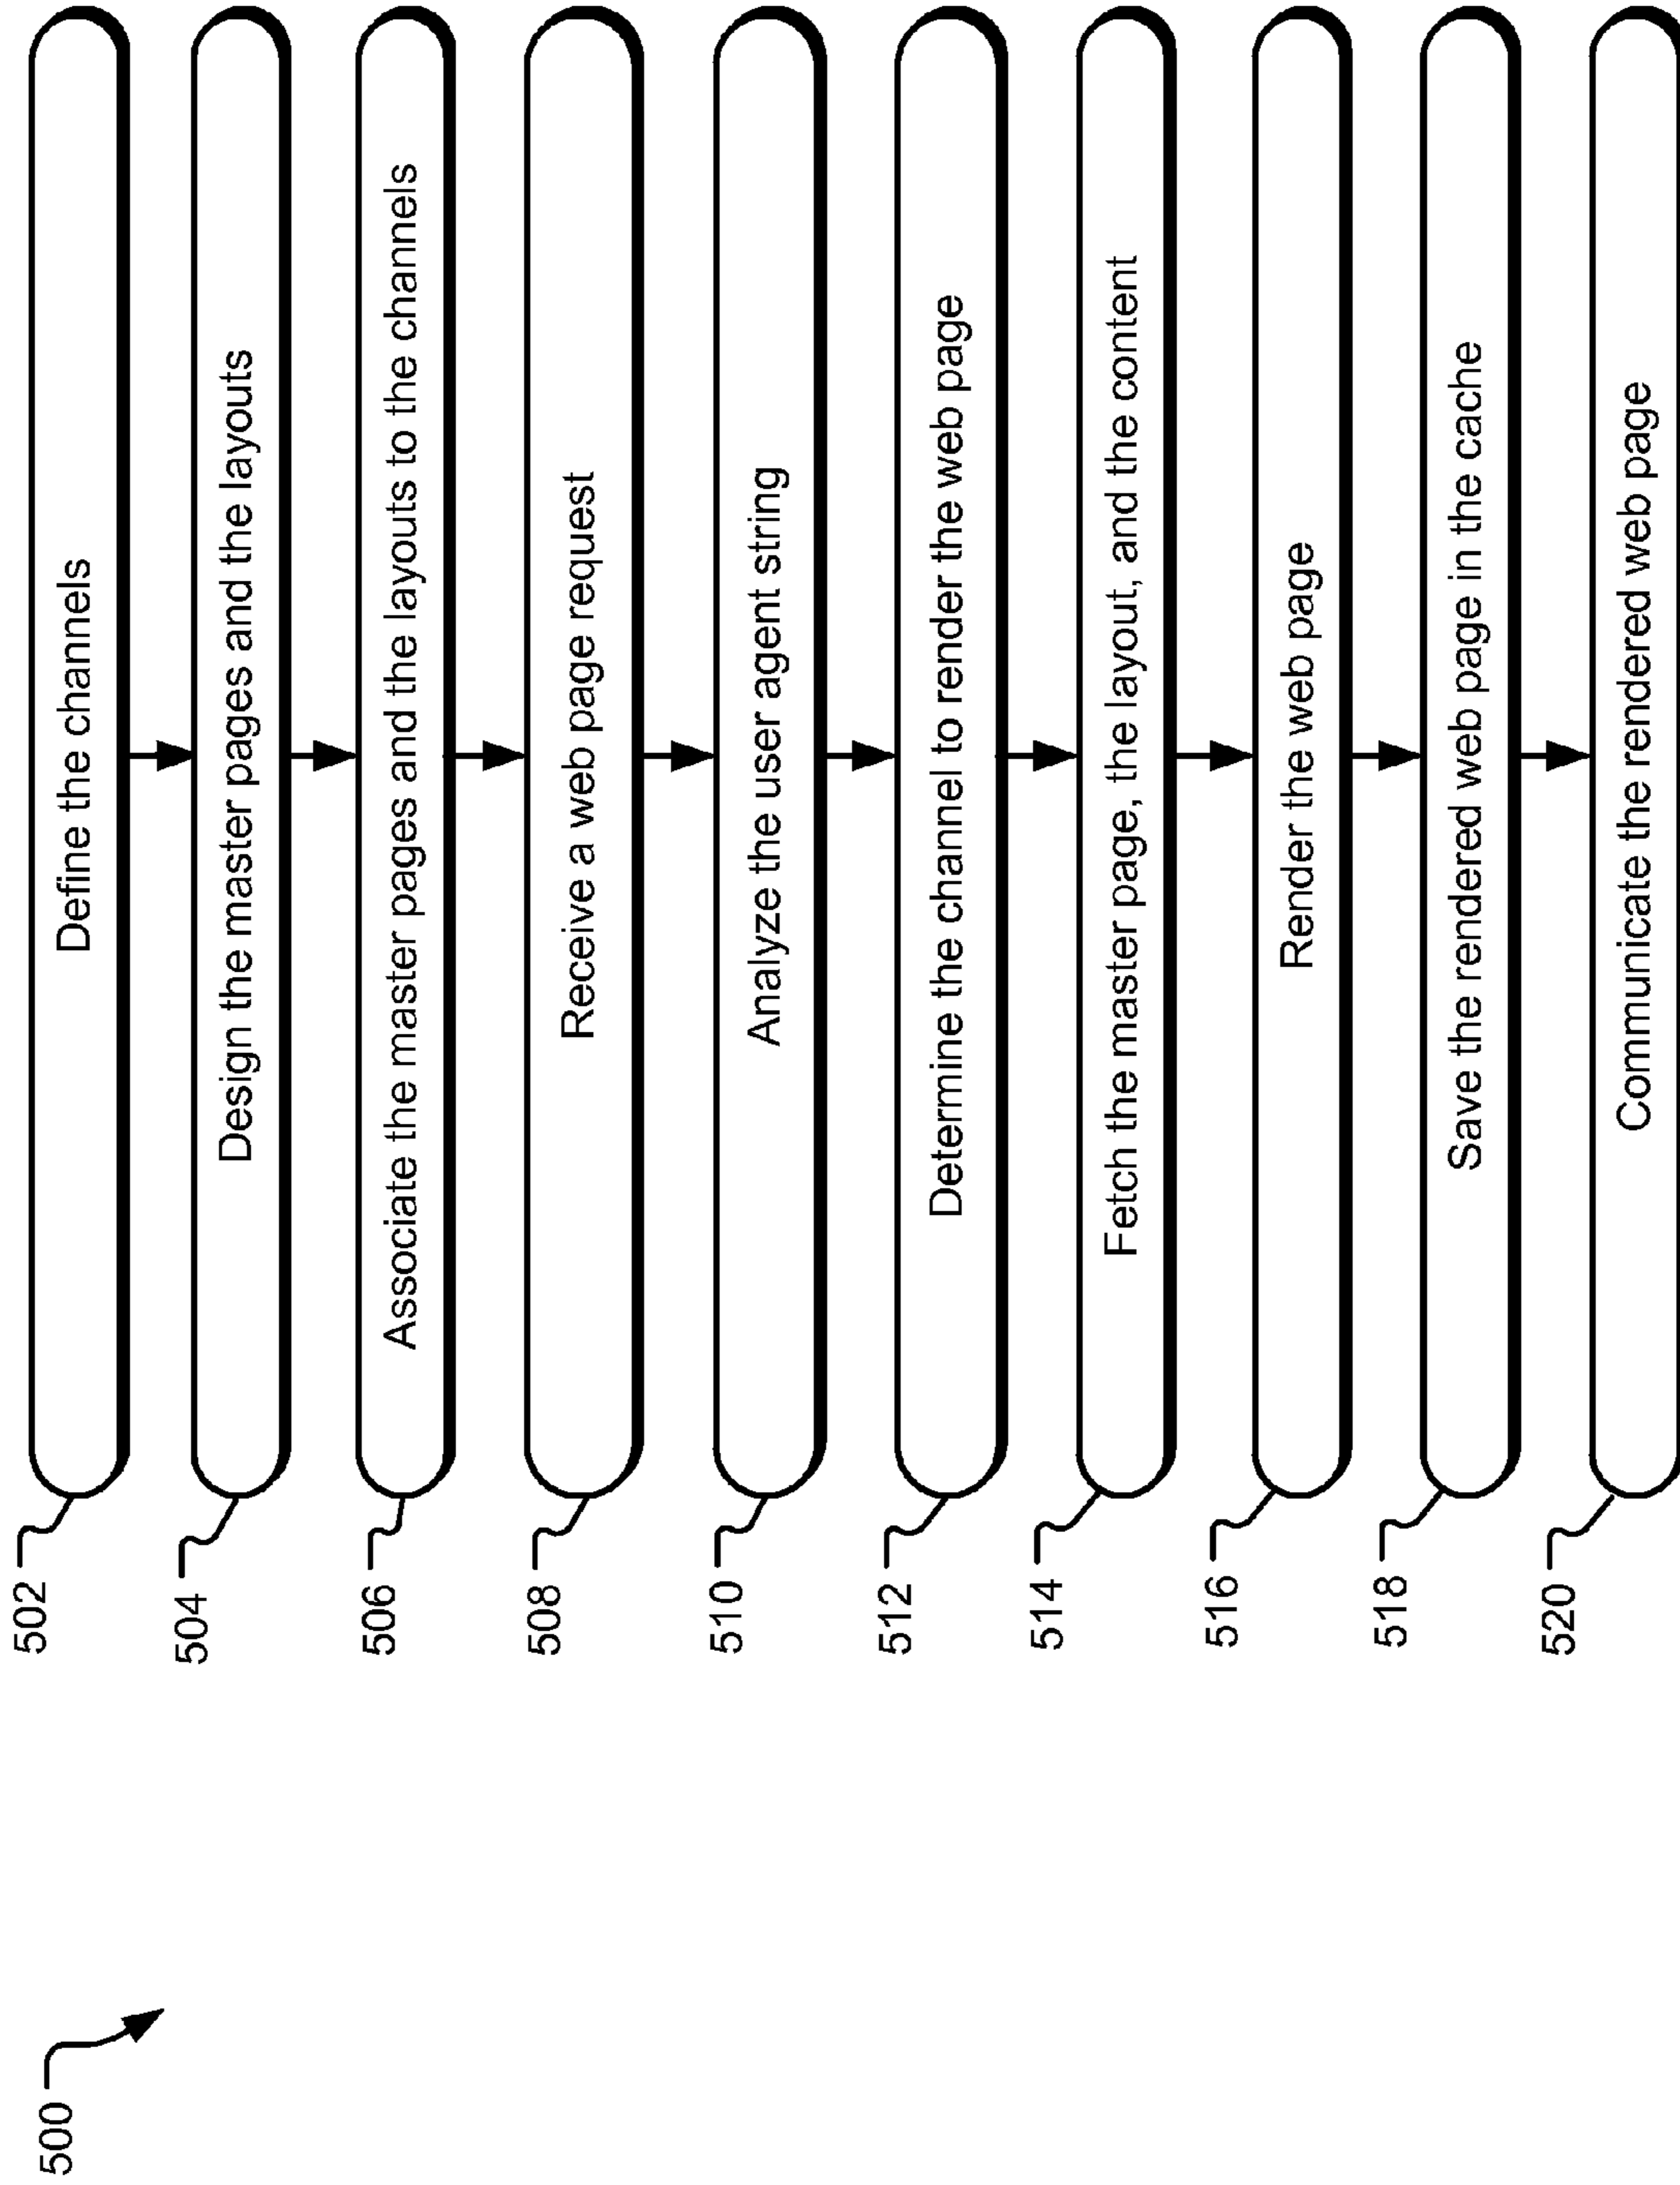 500
502
Define the channels
504
Design the master pages and the layouts
506
Associate the master pages and the layouts to the channels
508
Receive a web page request
510
Analyze the user agent string
512
Determine the channel to render the web page
514
Fetch the master page, the layout, and the content
516
Render the web page
518
Save the rendered web page in the cache
520
Communicate the rendered web page